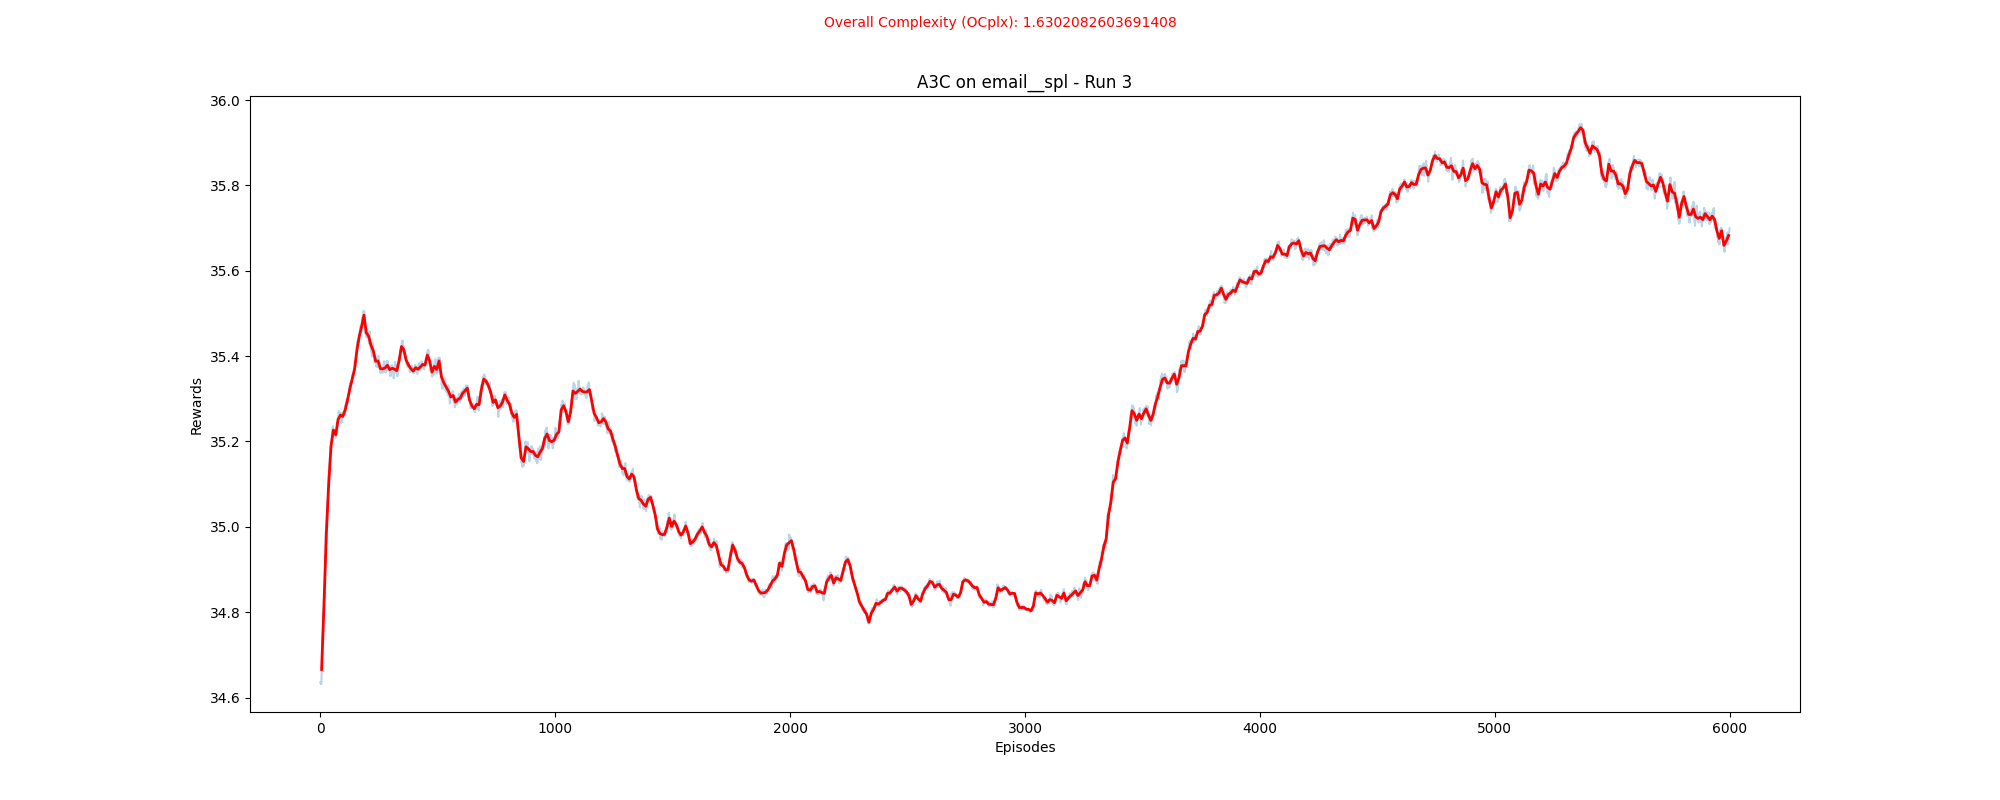 Overall Complexity (OCplx): 1.6302082603691408
A3C on email__spl - Run 3
36.0
35.8
35.6
35.4
35.2
35.0
34.8
34.6
Rewards
0 1000 2000 3000 4000 5000 6000
Episodes